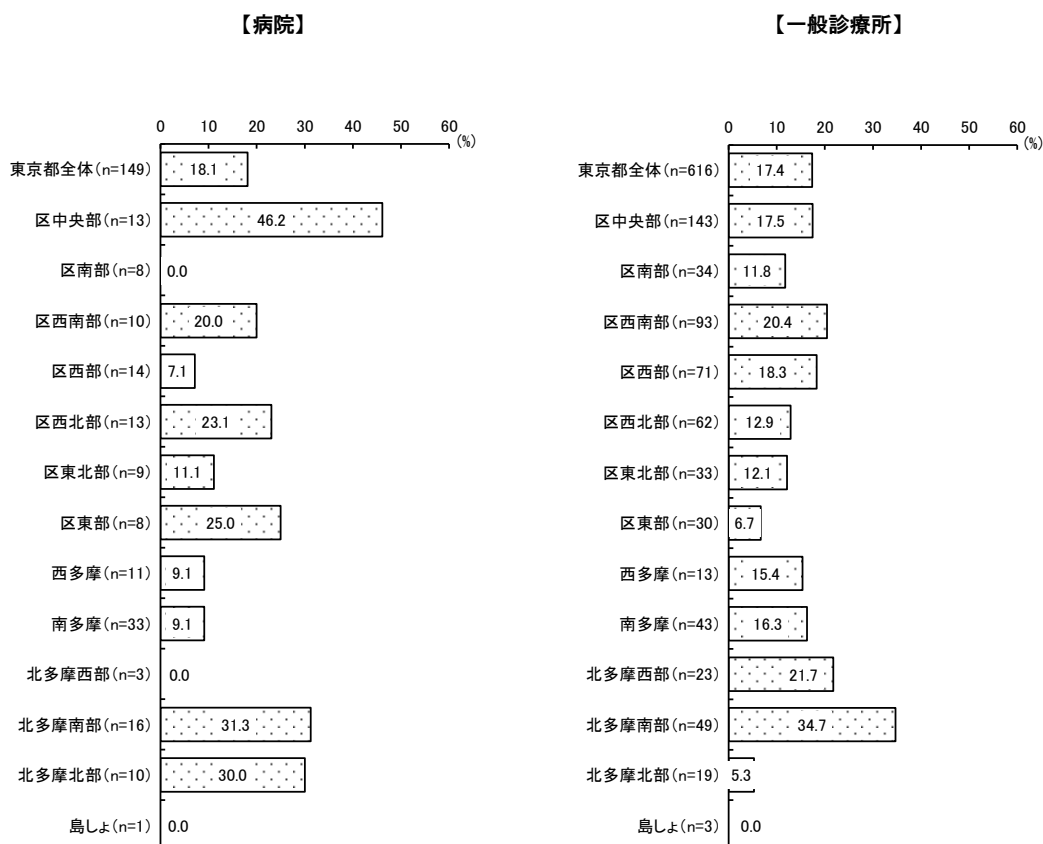 【病院】
0 10 20 30 40 50 60
(%)
東京都全体(n=149) 18.1
区中央部(n=13) 46.2
区南部(n=8) 0.0
区西南部(n=10) 20.0
区西部(n=14) 7.1
区西北部(n=13) 23.1
区東北部(n=9) 11.1
区東部(n=8) 25.0
西多摩(n=11) 9.1
南多摩(n=33) 9.1
北多摩西部(n=3) 0.0
北多摩南部(n=16) 31.3
北多摩北部(n=10) 30.0
島しょ(n=1) 0.0
【一般診療所】
0 10 20 30 40 50 60
(%)
東京都全体(n=616) 17.4
区中央部(n=143) 17.5
区南部(n=34) 11.8
区西南部(n=93) 20.4
区西部(n=71) 18.3
区西北部(n=62) 12.9
区東北部(n=33) 12.1
区東部(n=30) 6.7
西多摩(n=13) 15.4
南多摩(n=43) 16.3
北多摩西部(n=23) 21.7
北多摩南部(n=49) 34.7
北多摩北部(n=19) 5.3
島しょ(n=3) 0.0